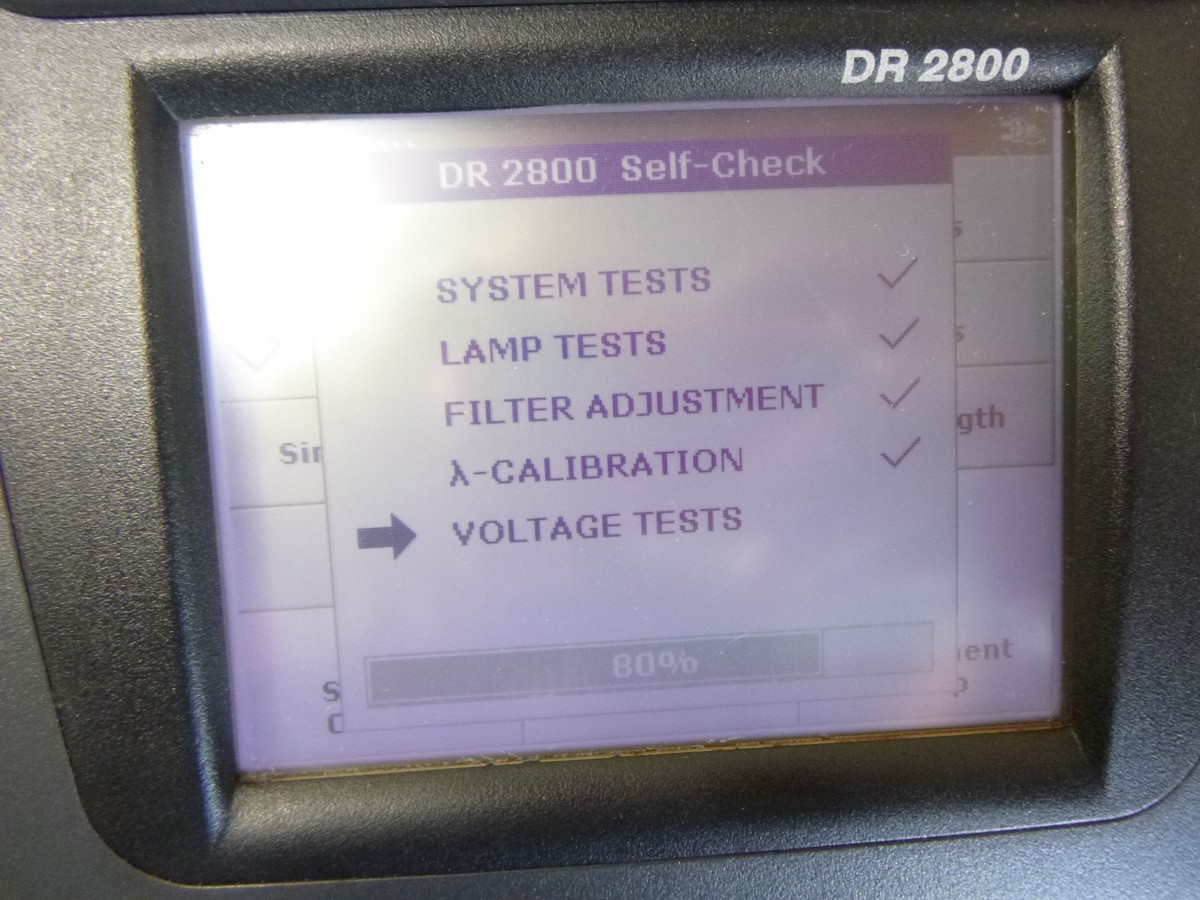 DR 2800
DR 2800 Self-Check
SYSTEM TESTS
LAMP TESTS
FILTER ADJUSTMENT
λ-CALIBRATION
VOLTAGE TESTS
80%